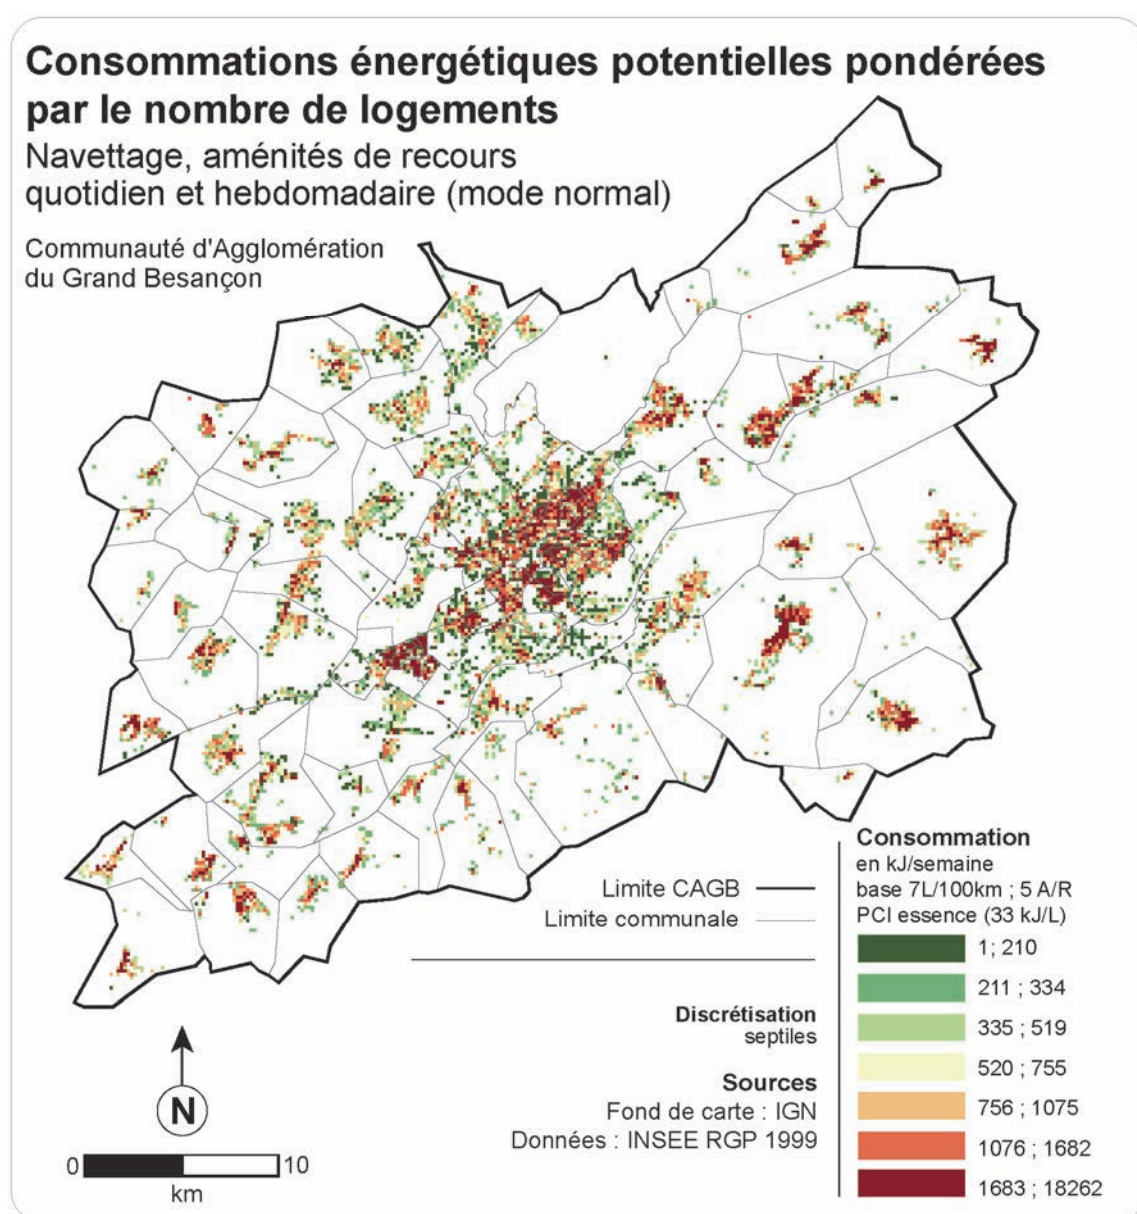 Consommations énergétiques potentielles pondérées
par le nombre de logements
Navettage, aménités de recours
quotidien et hebdomadaire (mode normal)
Communauté d'Agglomération
du Grand Besançon
Limite CAGB
Limite communale
Discrétisation
septiles
Sources
Fond de carte : IGN
Données : INSEE RGP 1999
Consommation
en kJ/semaine
base 7L/100km ; 5 A/R
PCI essence (33 kJ/L)
1; 210
211 ; 334
335 ; 519
520 ; 755
756 ; 1075
1076 ; 1682
1683 ; 18262
N
0 10
km